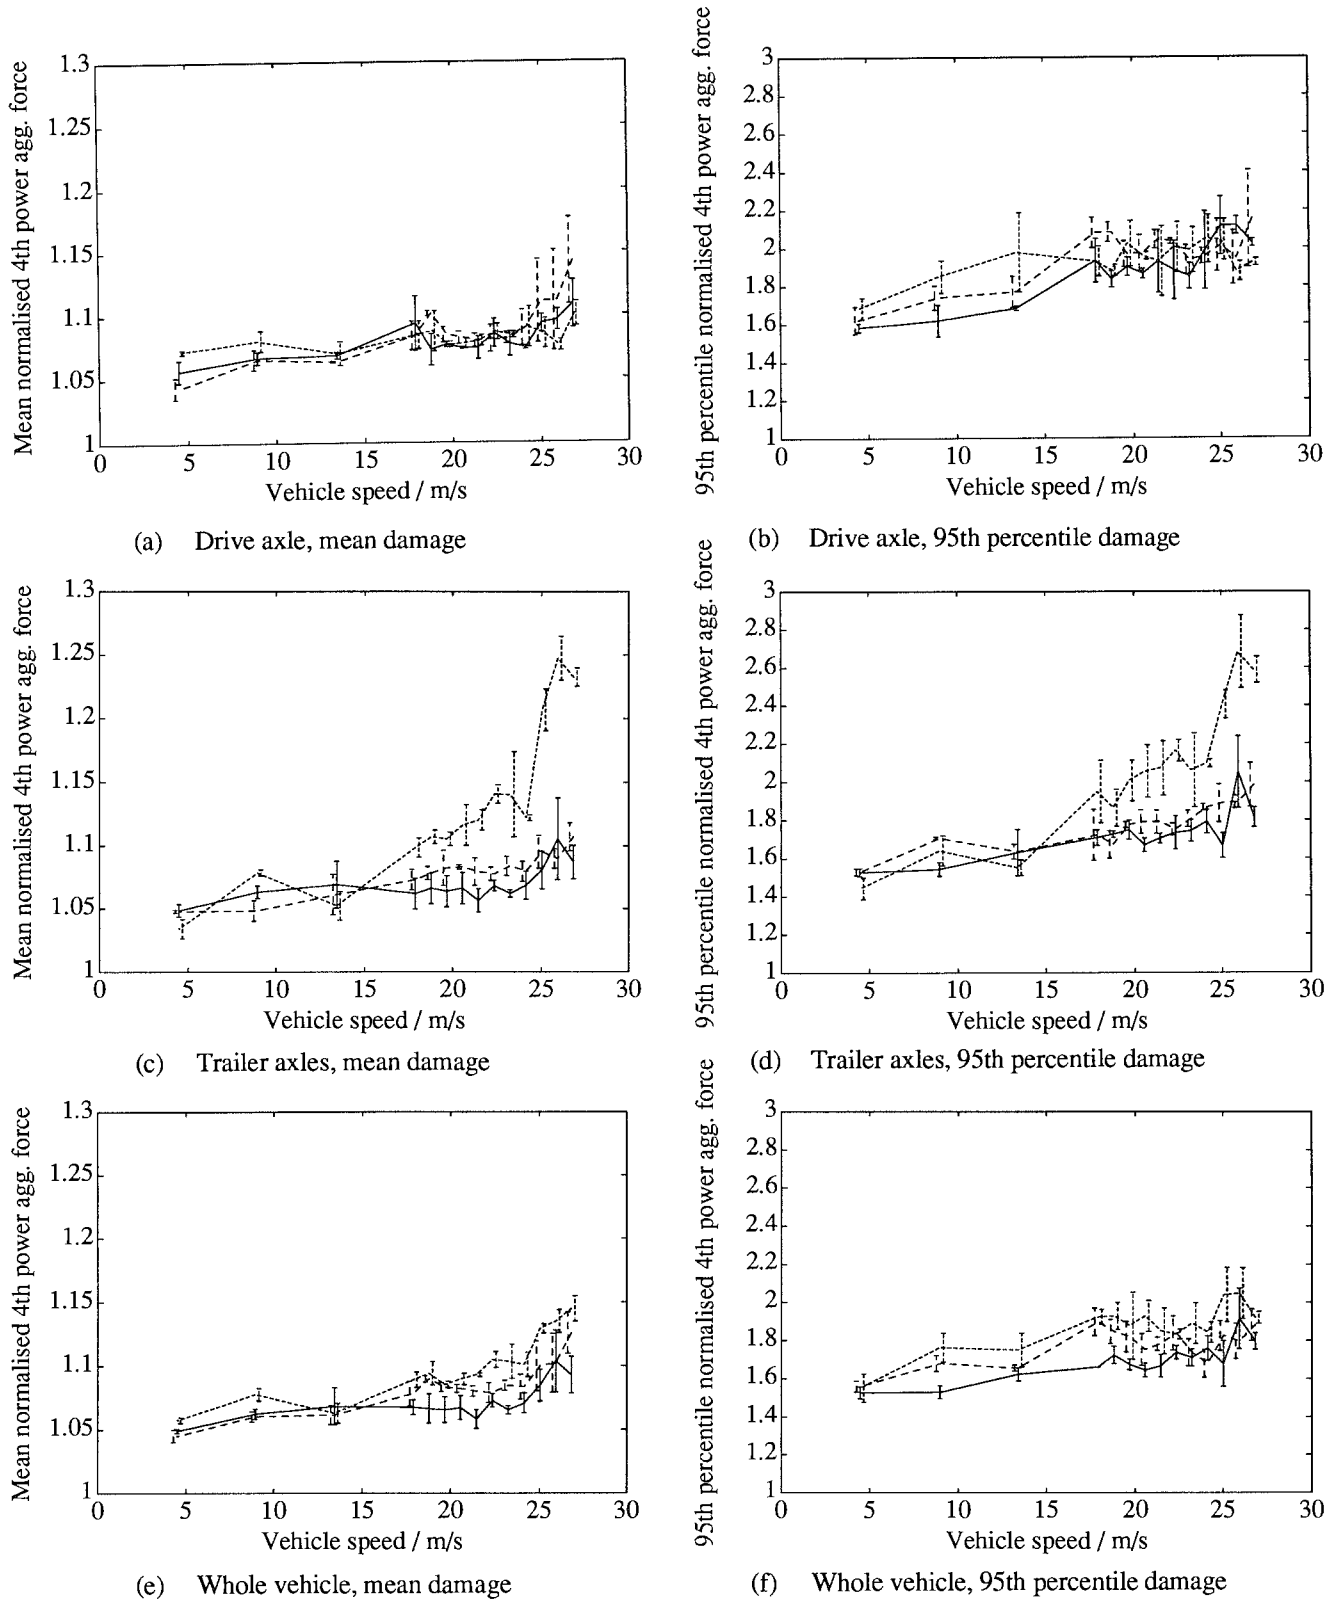 Mean normalised 4th power agg. force
1.3
1.25
1.2
1.15
1.1
1.05
1
0 5 10 15 20 25 30
Vehicle speed / m/s
(a) Drive axle, mean damage
95th percentile normalised 4th power agg. force
3
2.8
2.6
2.4
2.2
2
1.8
1.6
1.4
1.2
1
0 5 10 15 20 25 30
Vehicle speed / m/s
(b) Drive axle, 95th percentile damage
Mean normalised 4th power agg. force
1.3
1.25
1.2
1.15
1.1
1.05
1
0 5 10 15 20 25 30
Vehicle speed / m/s
(c) Trailer axles, mean damage
95th percentile normalised 4th power agg. force
3
2.8
2.6
2.4
2.2
2
1.8
1.6
1.4
1.2
1
0 5 10 15 20 25 30
Vehicle speed / m/s
(d) Trailer axles, 95th percentile damage
Mean normalised 4th power agg. force
1.3
1.25
1.2
1.15
1.1
1.05
1
0 5 10 15 20 25 30
Vehicle speed / m/s
(e) Whole vehicle, mean damage
95th percentile normalised 4th power agg. force
3
2.8
2.6
2.4
2.2
2
1.8
1.6
1.4
1.2
1
0 5 10 15 20 25 30
Vehicle speed / m/s
(f) Whole vehicle, 95th percentile damage